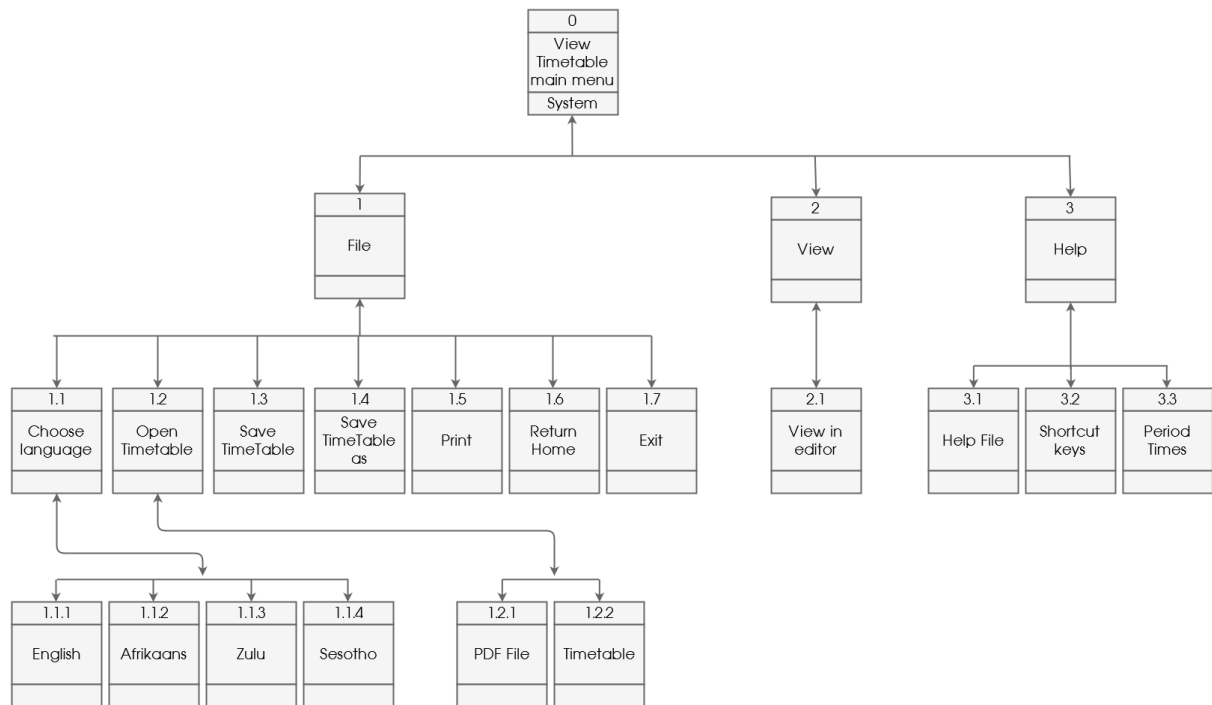 0
View
Timetable
main menu
System
1
File
2
View
3
Help
1.1
Choose
language
1.2
Open
Timetable
1.3
Save
TimeTable
1.4
Save
TimeTable
as
1.5
Print
1.6
Return
Home
1.7
Exit
2.1
View in
editor
3.1
Help File
3.2
Shortcut
keys
3.3
Period
Times
1.1.1
English
1.1.2
Afrikaans
1.1.3
Zulu
1.1.4
Sesotho
1.2.1
PDF File
1.2.2
Timetable